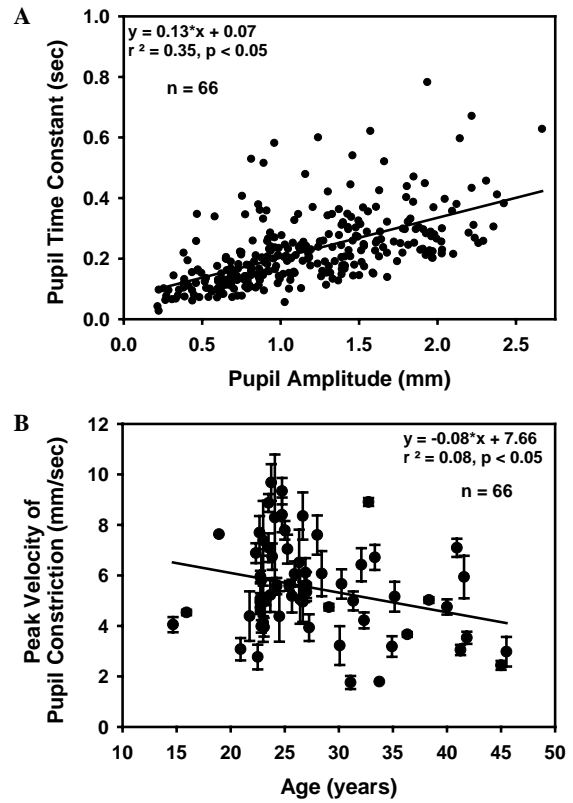 A
y = 0.13*x + 0.07
r ² = 0.35, p < 0.05
n = 66
Pupil Time Constant (sec)
1.0
0.8
0.6
0.4
0.2
0.0
0.0 0.5 1.0 1.5 2.0 2.5
Pupil Amplitude (mm)
B
y = -0.08*x + 7.66
r ² = 0.08, p < 0.05
n = 66
Peak Velocity of
Pupil Constriction (mm/sec)
12
10
8
6
4
2
0
10 15 20 25 30 35 40 45 50
Age (years)